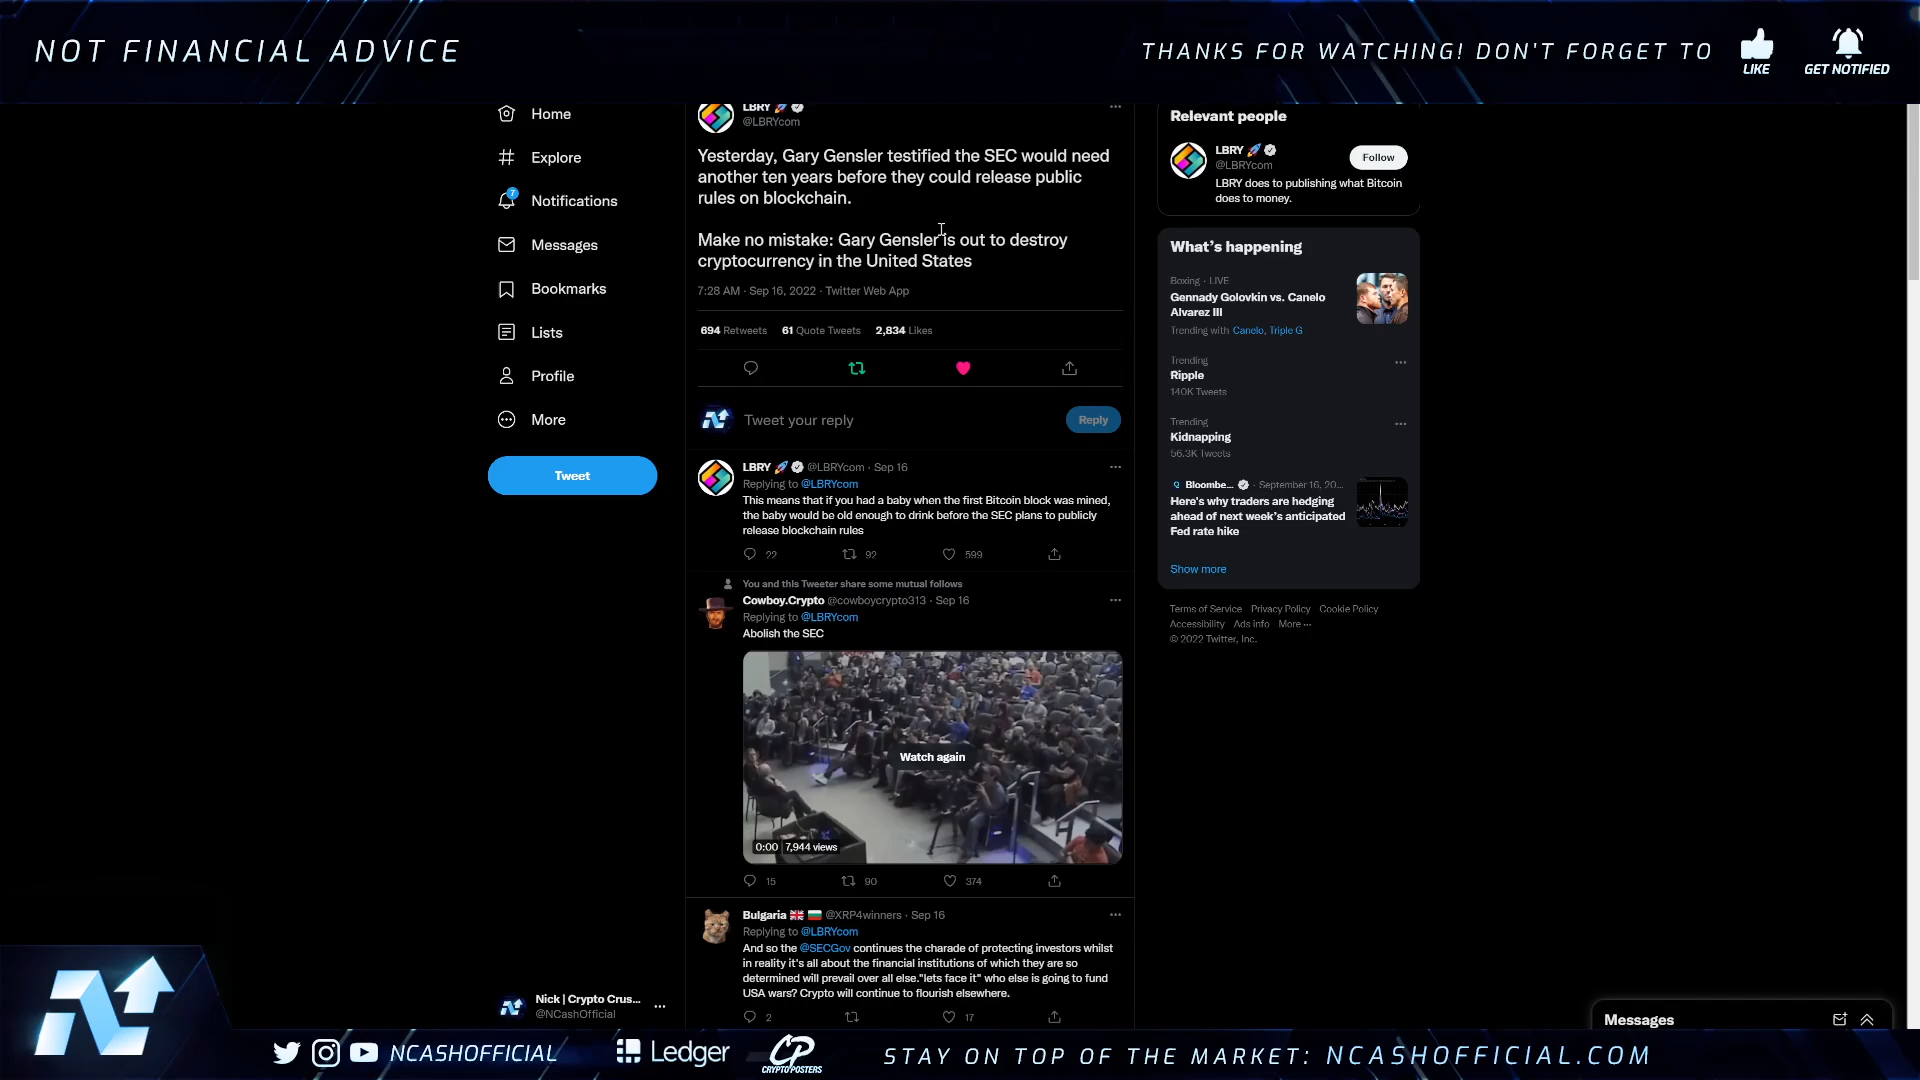 NOT FINANCIAL ADVICE
THANKS FOR WATCHING! DON'T FORGET TO
LIKE
GET NOTIFIED
Home
Explore
7
Notifications
Messages
Bookmarks
Lists
Profile
More
Tweet
LBRY
@LBRYcom
Yesterday, Gary Gensler testified the SEC would need
another ten years before they could release public
rules on blockchain.
Make no mistake: Gary Gensler is out to destroy
cryptocurrency in the United States
7:28 AM · Sep 16, 2022 · Twitter Web App
694 Retweets 61 Quote Tweets 2,834 Likes
Tweet your reply
Reply
LBRY @LBRYcom · Sep 16
Replying to @LBRYcom
This means that if you had a baby when the first Bitcoin block was mined,
the baby would be old enough to drink before the SEC plans to publicly
release blockchain rules
22 92 599
You and this Tweeter share some mutual follows
Cowboy.Crypto @cowboycrypto313 · Sep 16
Replying to @LBRYcom
Abolish the SEC
Watch again
0:00 7,944 views
15 90 374
Bulgaria @XRP4winners · Sep 16
Replying to @LBRYcom
And so the @SECGov continues the charade of protecting investors whilst
in reality it's all about the financial institutions of which they are so
determined will prevail over all else."lets face it" who else is going to fund
USA wars? Crypto will continue to flourish elsewhere.
2 17
Relevant people
LBRY
@LBRYcom
Follow
LBRY does to publishing what Bitcoin
does to money.
What's happening
Boxing · LIVE
Gennady Golovkin vs. Canelo
Alvarez III
Trending with Canelo, Triple G
Trending
Ripple
140K Tweets
Trending
Kidnapping
56.3K Tweets
Bloombe... · September 16, 20...
Here's why traders are hedging
ahead of next week's anticipated
Fed rate hike
Show more
Terms of Service Privacy Policy Cookie Policy
Accessibility Ads info More ···
© 2022 Twitter, Inc.
Nick | Crypto Crus...
@NCashOfficial
Messages
NCASHOFFICIAL
Ledger
CP
CRYPTOPOSTERS
STAY ON TOP OF THE MARKET: NCASHOFFICIAL.COM